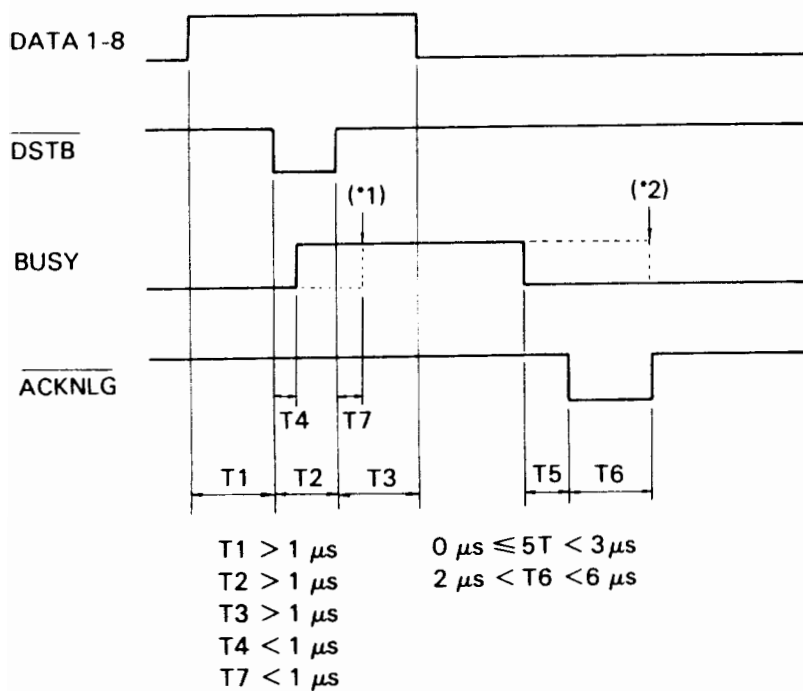 DATA 1-8
DSTB
(*1)
(*2)
BUSY
ACKNLG
T4
T7
T1
T2
T3
T5
T6
T1 > 1 μs
0 μs ≤ 5T < 3 μs
T2 > 1 μs
2 μs < T6 < 6 μs
T3 > 1 μs
T4 < 1 μs
T7 < 1 μs